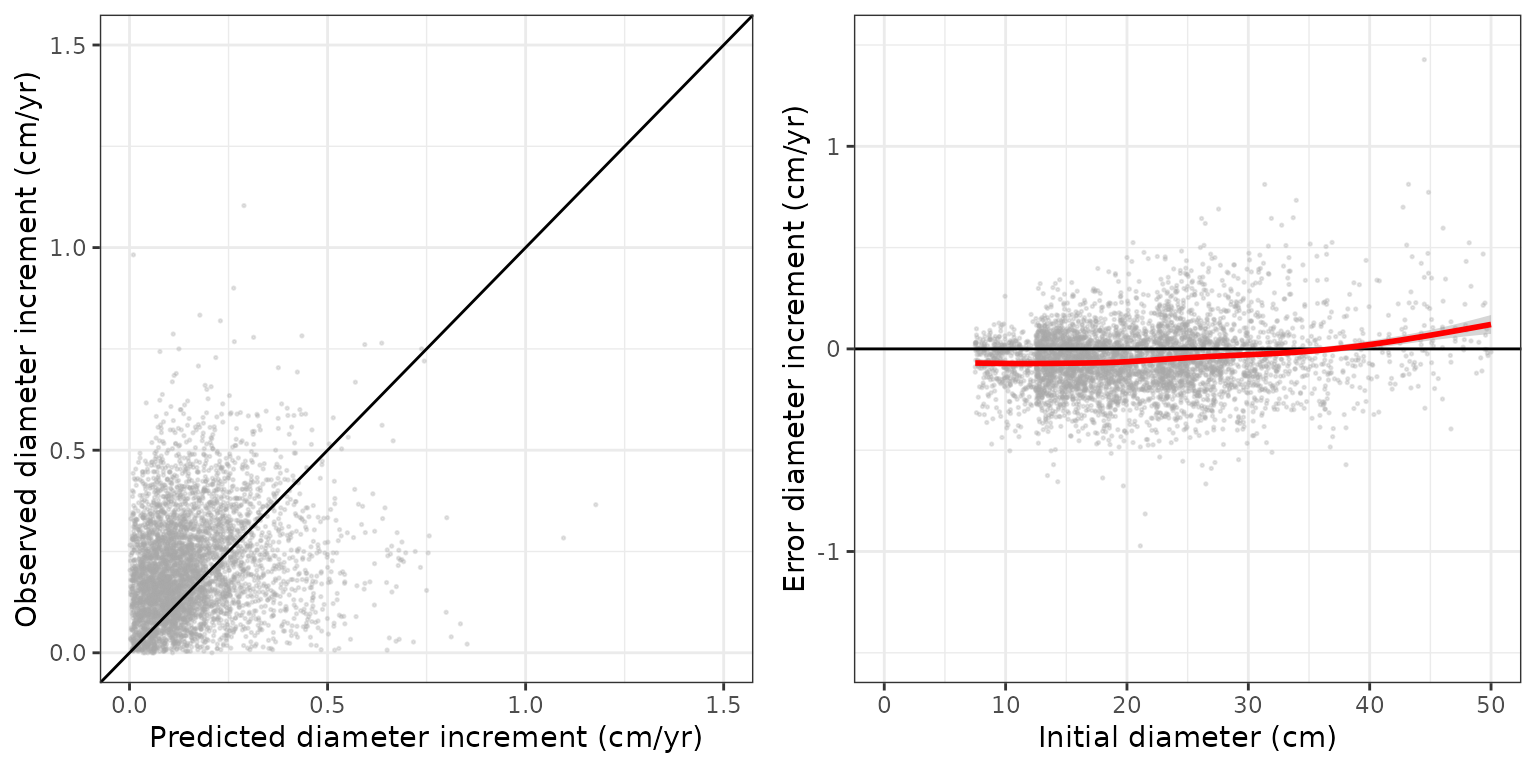 1.5
1.0
0.5
0.0
0.0 0.5 1.0 1.5
Predicted diameter increment (cm/yr)
Observed diameter increment (cm/yr)
1
0
-1
0 10 20 30 40 50
Initial diameter (cm)
Error diameter increment (cm/yr)